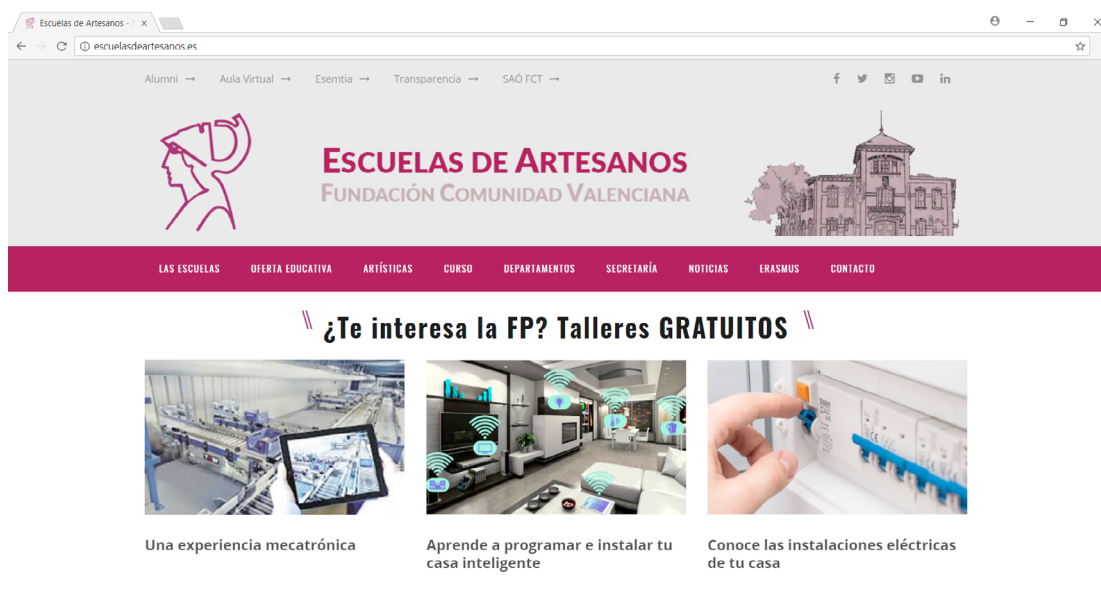 Escuelas de Artesanos -
escuelasdeartesanos.es
Alumni → Aula Virtual → Esemtia → Transparencia → SAÓ FCT →
ESCUELAS DE ARTESANOS
FUNDACIÓN COMUNIDAD VALENCIANA
LAS ESCUELAS OFERTA EDUCATIVA ARTÍSTICAS CURSO DEPARTAMENTOS SECRETARÍA NOTICIAS ERASMUS CONTACTO
\\ ¿Te interesa la FP? Talleres GRATUITOS \\
Una experiencia mecatrónica
Aprende a programar e instalar tu
casa inteligente
Conoce las instalaciones eléctricas
de tu casa